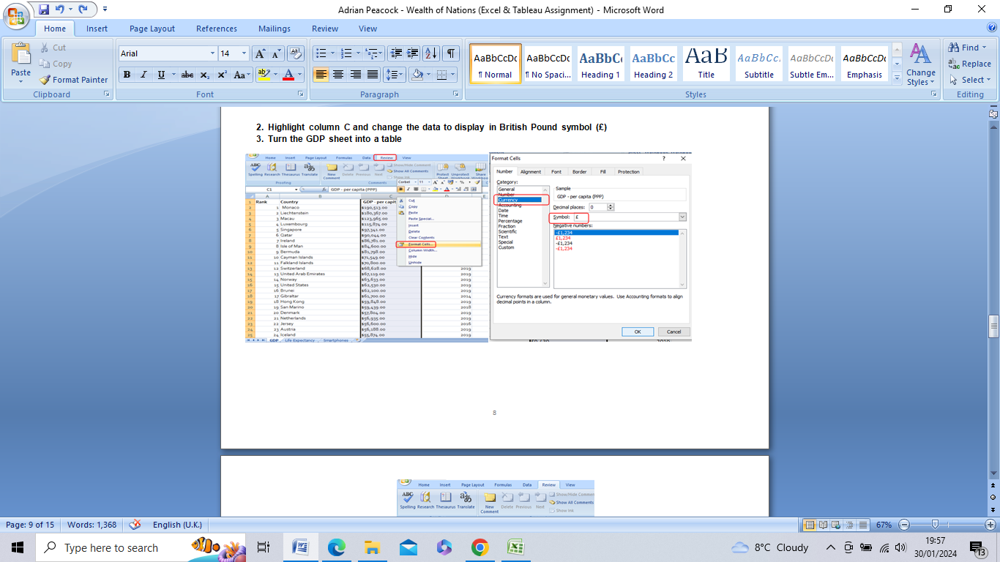 Adrian Peacock - Wealth of Nations (Excel & Tableau Assignment) - Microsoft Word
Home Insert Page Layout References Mailings Review View
Paste
Cut
Copy
Format Painter
Clipboard
Arial 14
Font
Paragraph
AaBbCcDc AaBbCcDc AaBbC AaBbCc AaB AaBbCc. AaBbCcDc AaBbCcDc
¶ Normal ¶ No Spaci... Heading 1 Heading 2 Title Subtitle Subtle Em... Emphasis
Styles
Change Styles
Find
Replace
Select
Editing
2. Highlight column C and change the data to display in British Pound symbol (£)
3. Turn the GDP sheet into a table
Home Insert Page Layout Formulas Data Review View
Spelling Research Thesaurus Translate New Comment Delete Previous Next
Show/Hide Comment
Show All Comments
Show Ink
Protect Sheet Unprotect Workbook Share Workbook
Proofing Comments
C1 GDP - per capita (PPP)
A B C D E
1 Rank Country GDP - per capit
2 1 Monaco $190,513.00
3 2 Liechtenstein $180,367.00
4 3 Macau $123,965.00
5 4 Luxembourg $115,874.00
6 5 Singapore $97,341.00
7 6 Qatar $90,044.00
8 7 Ireland $86,781.00
9 8 Isle of Man $84,600.00
10 9 Bermuda $81,798.00
11 10 Cayman Islands $71,549.00
12 11 Falkland Islands $70,800.00
13 12 Switzerland $68,628.00 2019
14 13 United Arab Emirates $67,119.00 2019
15 14 Norway $63,633.00 2019
16 15 United States $62,530.00 2019
17 16 Brunei $62,100.00 2019
18 17 Gibraltar $61,700.00 2014
19 18 Hong Kong $59,848.00 2019
20 19 San Marino $59,439.00 2018
21 20 Denmark $57,804.00 2019
22 21 Netherlands $56,935.00 2019
23 22 Jersey $56,600.00 2016
24 23 Austria $56,188.00 2019
25 24 Iceland $55,874.00 2019
GDP Life Expectancy Smartphones
Corbel 11
Cut
Copy
Paste
Paste Special...
Insert
Delete
Clear Contents
Format Cells...
Column Width...
Hide
Unhide
Format Cells
Number Alignment Font Border Fill Protection
Category:
General
Number
Currency
Accounting
Date
Time
Percentage
Fraction
Scientific
Text
Special
Custom
Sample
GDP - per capita (PPP)
Decimal places: 0
Symbol: £
Negative numbers:
-£1,234
£1,234
-£1,234
-£1,234
Currency formats are used for general monetary values. Use Accounting formats to align
decimal points in a column.
OK Cancel
8
Home Insert Page Layout Formulas Data Review View
Spelling Research Thesaurus Translate New Comment Delete Previous Next
Show/Hide Commen
Show All Comments
Show Ink
Page: 9 of 15 Words: 1,368 English (U.K.) 67%
Type here to search
8°C Cloudy
19:57
30/01/2024
13